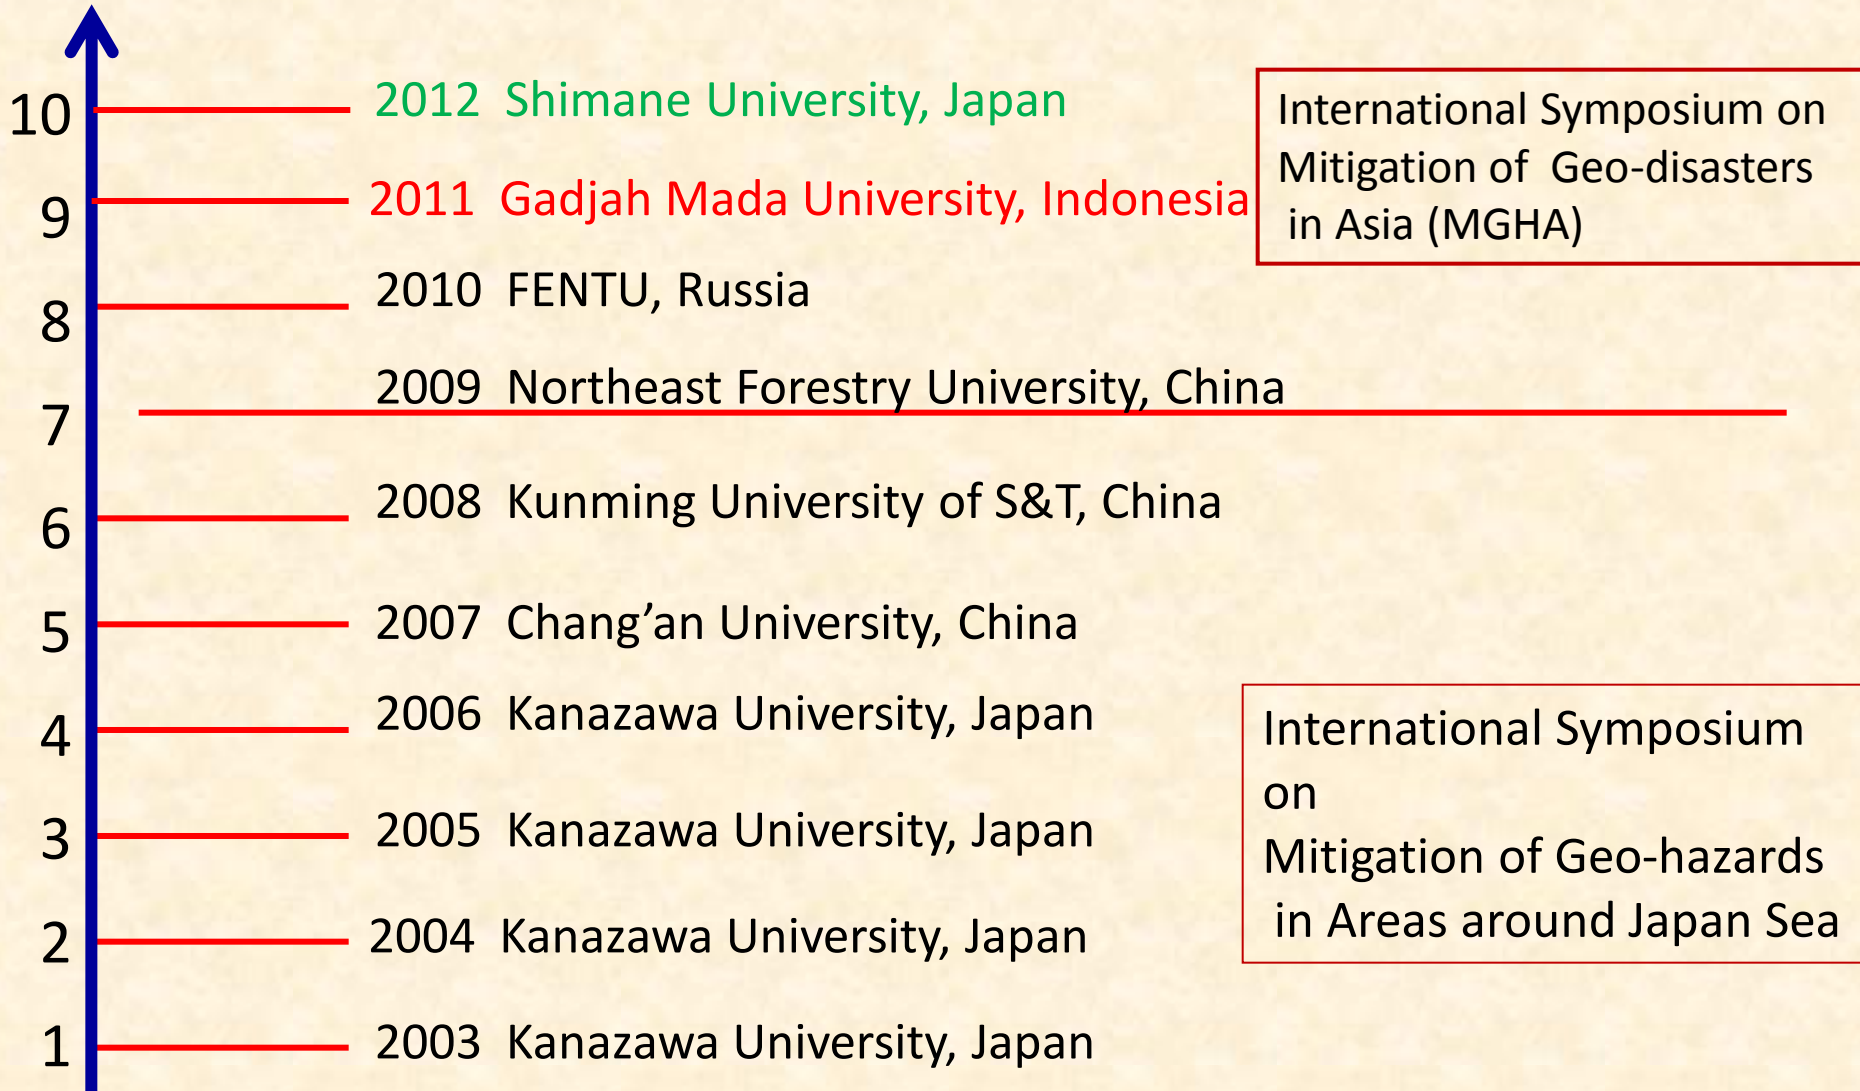 10
2012 Shimane University, Japan
International Symposium on
Mitigation of Geo-disasters
in Asia (MGHA)
9
2011 Gadjah Mada University, Indonesia
8
2010 FENTU, Russia
7
2009 Northeast Forestry University, China
6
2008 Kunming University of S&T, China
5
2007 Chang’an University, China
4
2006 Kanazawa University, Japan
International Symposium
on
Mitigation of Geo-hazards
in Areas around Japan Sea
3
2005 Kanazawa University, Japan
2
2004 Kanazawa University, Japan
1
2003 Kanazawa University, Japan